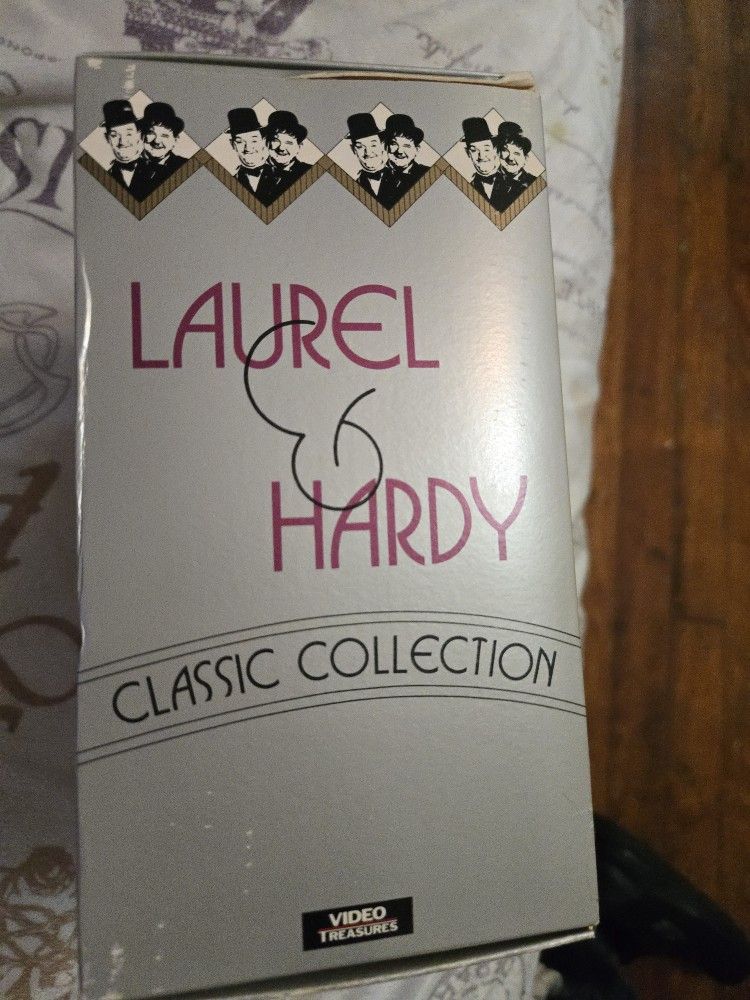 LAUREL
&
HARDY
CLASSIC COLLECTION
VIDEO
TREASURES